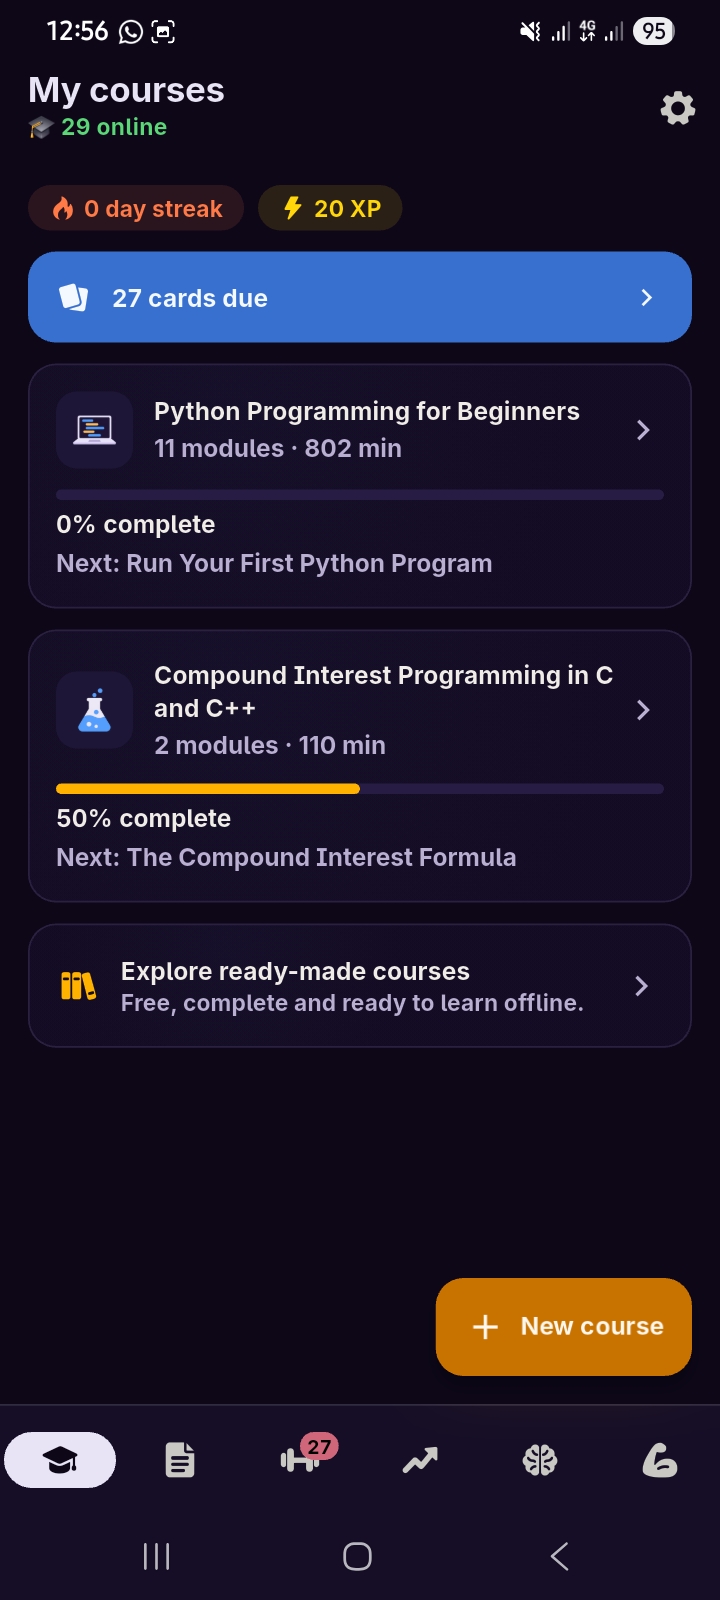 12:56
4G
95
My courses
29 online
0 day streak
20 XP
27 cards due
Python Programming for Beginners
11 modules · 802 min
0% complete
Next: Run Your First Python Program
Compound Interest Programming in C
and C++
2 modules · 110 min
50% complete
Next: The Compound Interest Formula
Explore ready-made courses
Free, complete and ready to learn offline.
New course
27